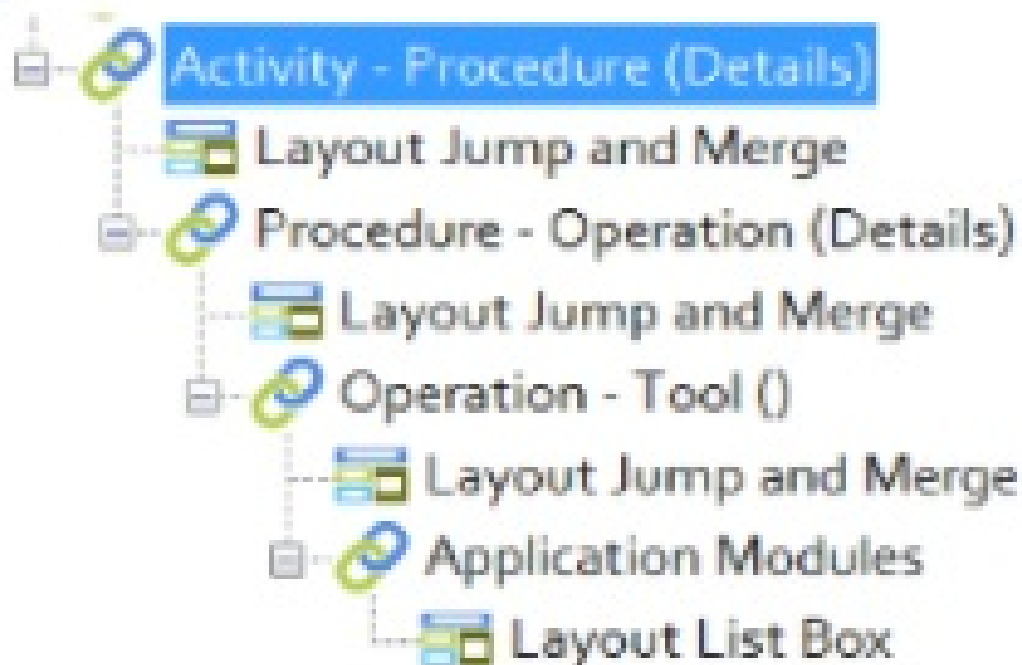 Activity - Procedure (Details)
Layout Jump and Merge
Procedure - Operation (Details)
Layout Jump and Merge
Operation - Tool ()
Layout Jump and Merge
Application Modules
Layout List Box